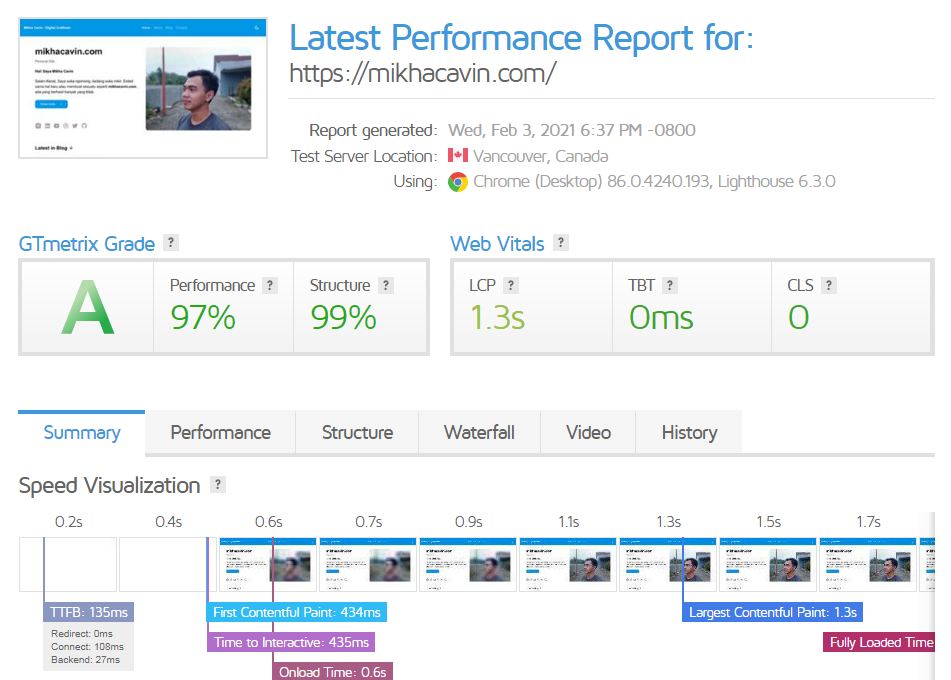 Latest Performance Report for:
https://mikhacavin.com/
Report generated: Wed, Feb 3, 2021 6:37 PM -0800
Test Server Location: Vancouver, Canada
Using: Chrome (Desktop) 86.0.4240.193, Lighthouse 6.3.0
mikhacavin.com
Personal Site
Hai! Saya Mikha Cavin
Latest in Blog
GTmetrix Grade ?
Web Vitals ?
A
Performance ?
97%
Structure ?
99%
LCP ?
1.3s
TBT ?
0ms
CLS ?
0
Summary Performance Structure Waterfall Video History
Speed Visualization ?
0.2s 0.4s 0.6s 0.7s 0.9s 1.1s 1.3s 1.5s 1.7s
TTFB: 135ms
Redirect: 0ms
Connect: 108ms
Backend: 27ms
First Contentful Paint: 434ms
Time to Interactive: 435ms
Onload Time: 0.6s
Largest Contentful Paint: 1.3s
Fully Loaded Time